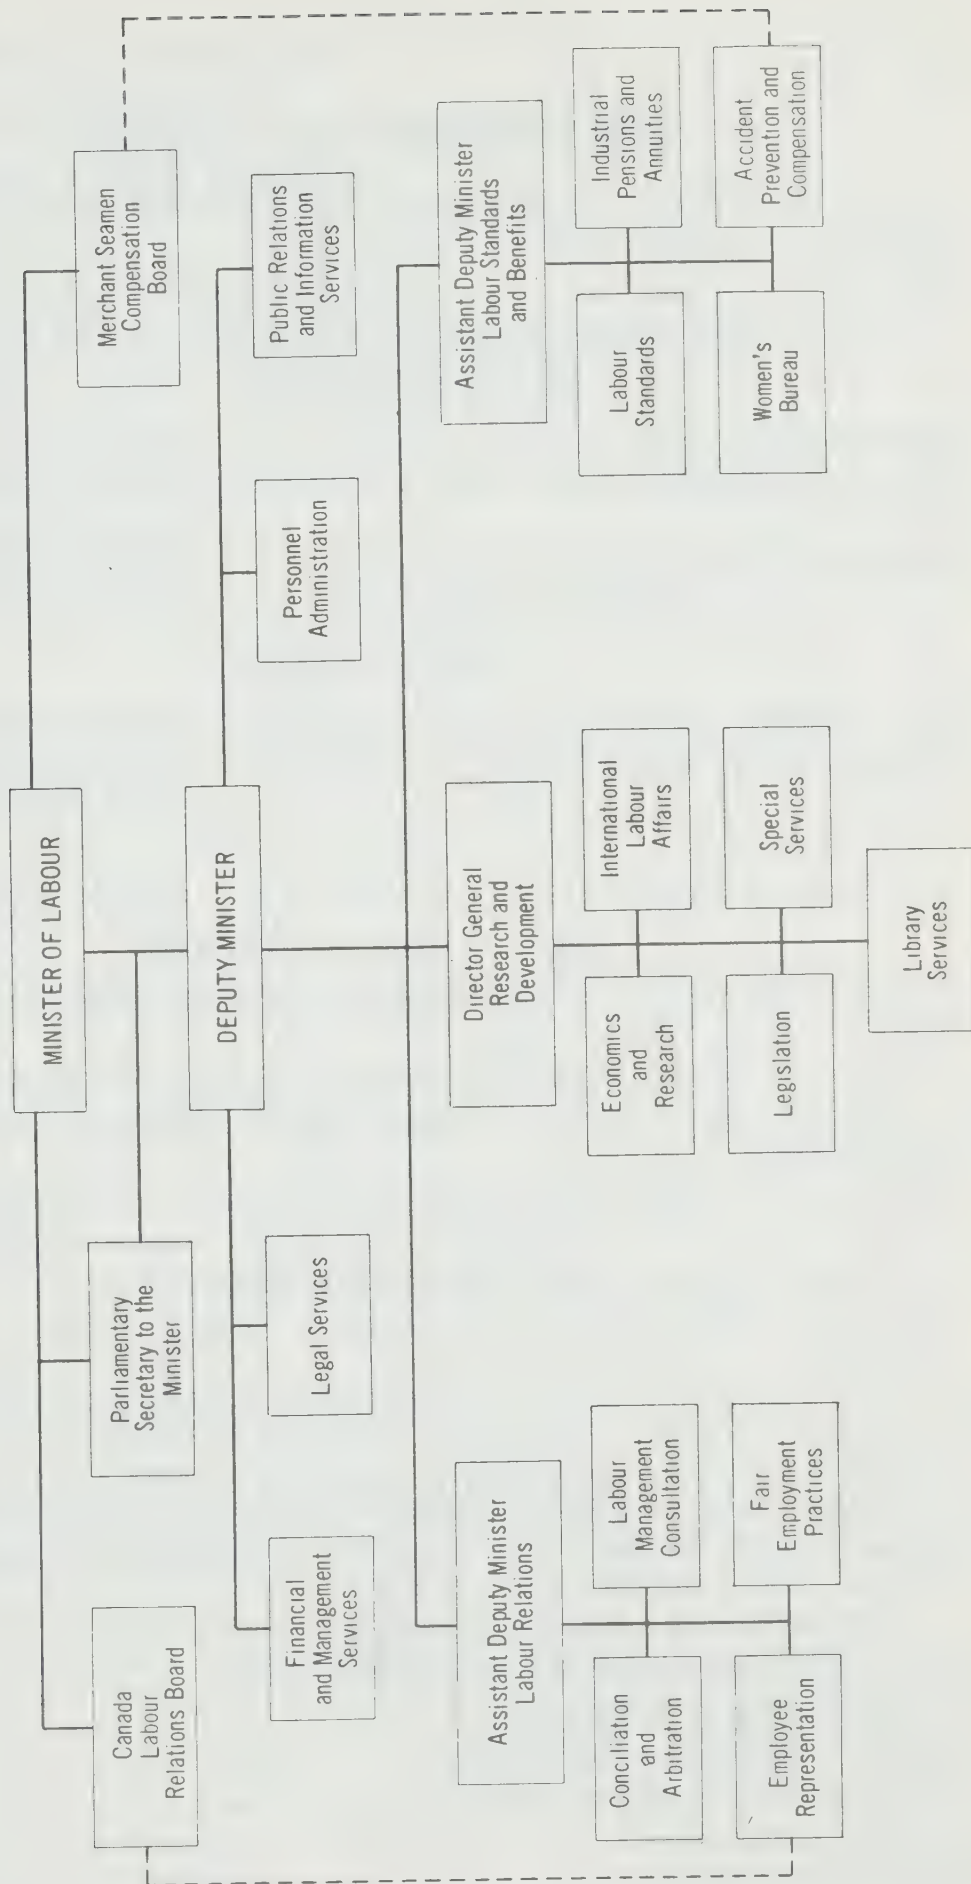 MINISTER OF LABOUR
Canada
Labour
Relations Board
Parliamentary
Secretary to the
Minister
Merchant Seamen
Compensation
Board
DEPUTY MINISTER
Financial
and Management
Services
Legal Services
Personnel
Administration
Public Relations
and Information
Services
Assistant Deputy Minister
Labour Relations
Director General
Research and
Development
Assistant Deputy Minister
Labour Standards
and Benefits
Conciliation
and
Arbitration
Labour
Management
Consultation
Employee
Representation
Fair
Employment
Practices
Economics
and
Research
International
Labour
Affairs
Legislation
Special
Services
Library
Services
Labour
Standards
Industrial
Pensions and
Annuities
Women's
Bureau
Accident
Prevention and
Compensation